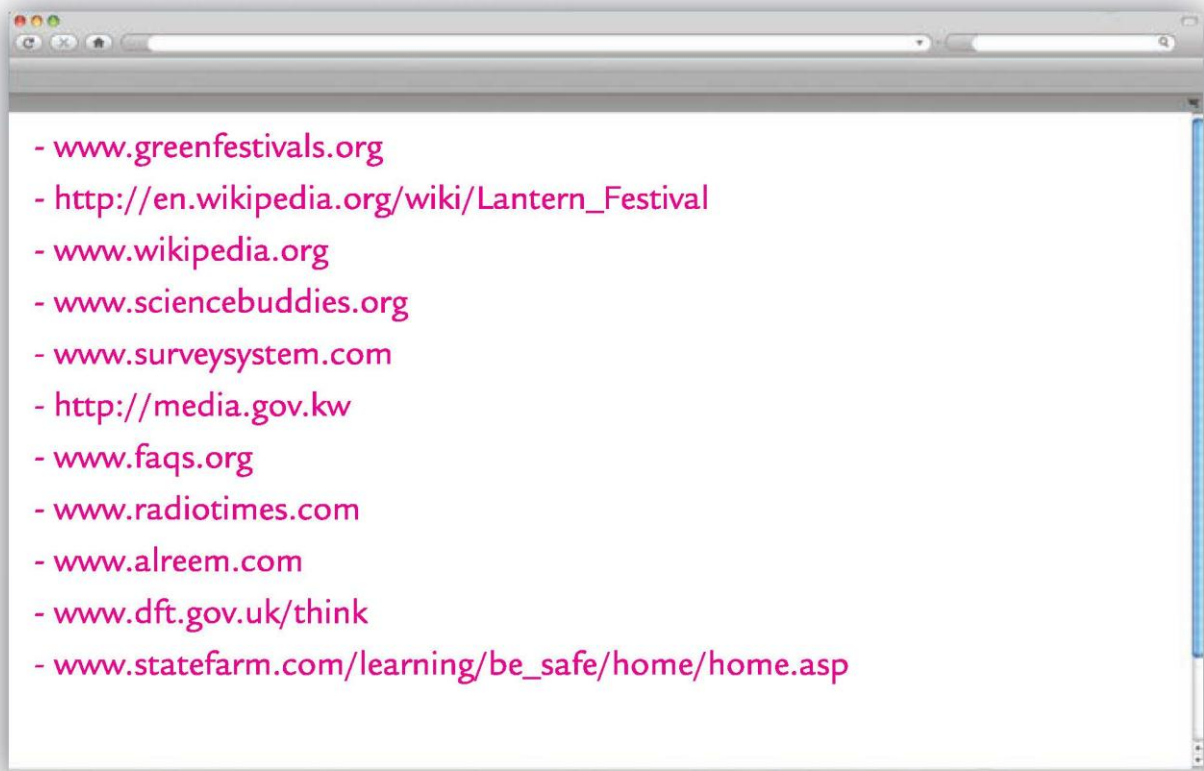 - www.greenfestivals.org
- http://en.wikipedia.org/wiki/Lantern_Festival
- www.wikipedia.org
- www.sciencebuddies.org
- www.surveysystem.com
- http://media.gov.kw
- www.faqs.org
- www.radiotimes.com
- www.alreem.com
- www.dft.gov.uk/think
- www.statefarm.com/learning/be_safe/home/home.asp